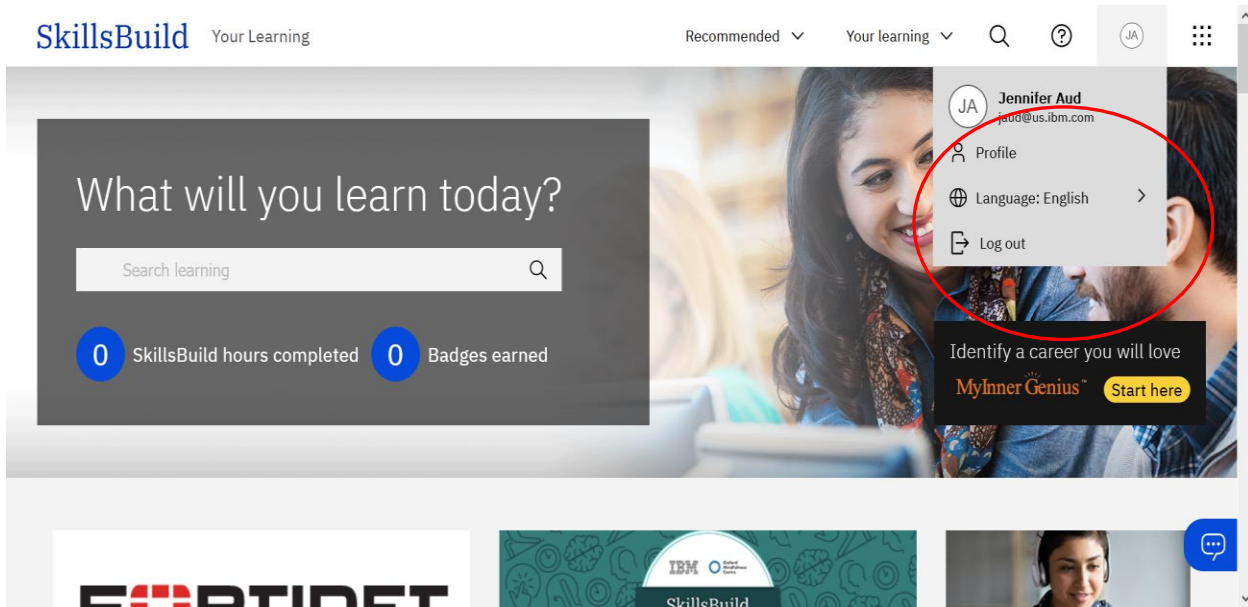 SkillsBuild Your Learning Recommended Your learning JA
JA Jennifer Aud
jaud@us.ibm.com
Profile
Language: English
Log out
What will you learn today?
Search learning
0 SkillsBuild hours completed 0 Badges earned
Identify a career you will love
MyInner Genius™ Start here
FORTINET
IBM
SkillsBuild